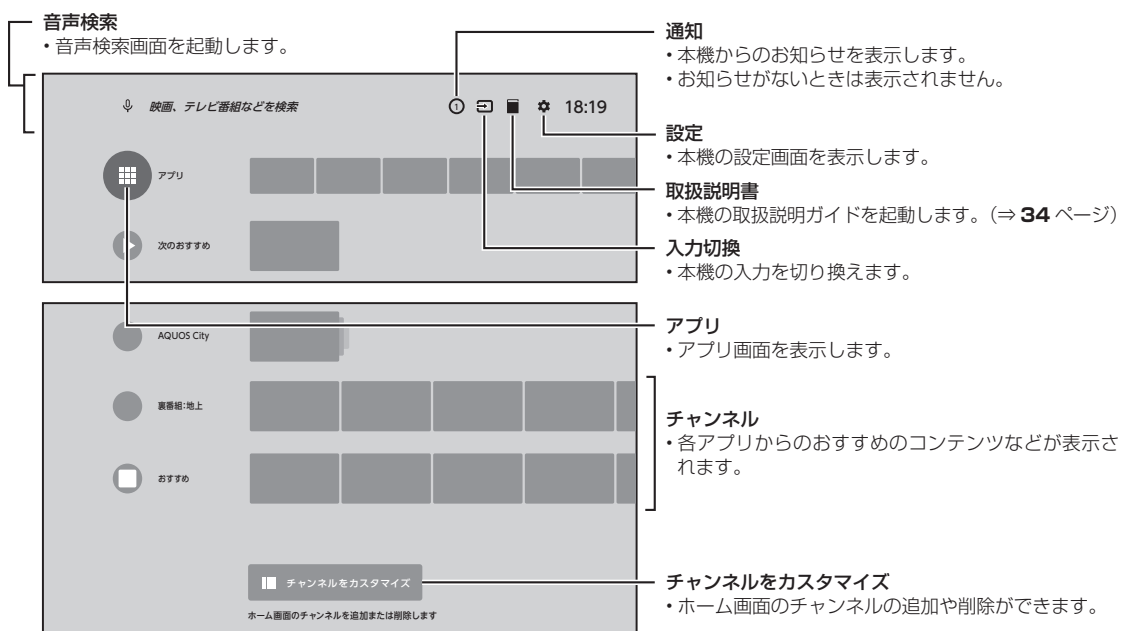 音声検索
・音声検索画面を起動します。
映画、テレビ番組などを検索
1
18:19
アプリ
次のおすすめ
AQUOS City
裏番組:地上
おすすめ
チャンネルをカスタマイズ
ホーム画面のチャンネルを追加または削除します
通知
・本機からのお知らせを表示します。
・お知らせがないときは表示されません。
設定
・本機の設定画面を表示します。
取扱説明書
・本機の取扱説明ガイドを起動します。(⇒ 34 ページ)
入力切換
・本機の入力を切り換えます。
アプリ
・アプリ画面を表示します。
チャンネル
・各アプリからのおすすめのコンテンツなどが表示さ
れます。
チャンネルをカスタマイズ
・ホーム画面のチャンネルの追加や削除ができます。